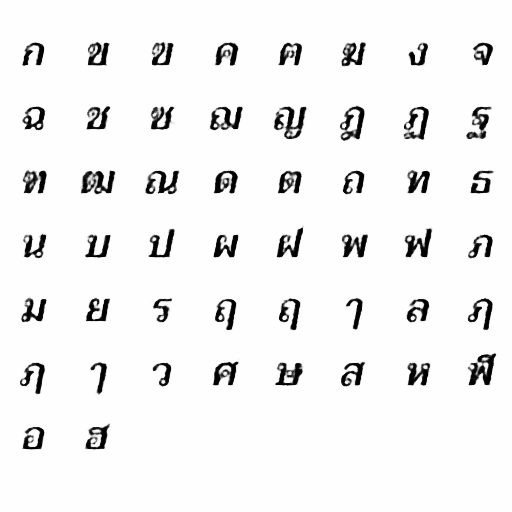 ก ข ฃ ค ฅ ฆ ง จ
ฉ ช ซ ฌ ญ ฎ ฏ ฐ
ฑ ฒ ณ ด ต ถ ท ธ
น บ ป ผ ฝ พ ฟ ภ
ม ย ร ฤ ฤ า ล ฦ
ฦ ๅ ว ศ ษ ส ห ฬ
อ ฮ